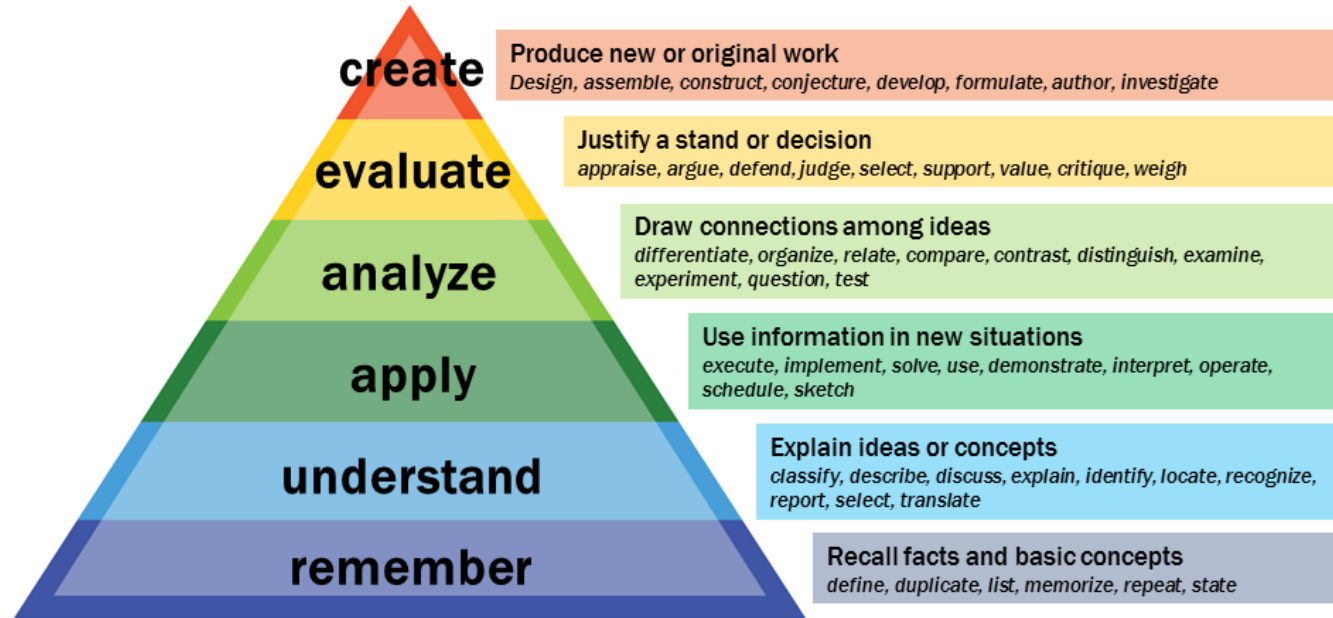 create
Produce new or original work
Design, assemble, construct, conjecture, develop, formulate, author, investigate
evaluate
Justify a stand or decision
appraise, argue, defend, judge, select, support, value, critique, weigh
analyze
Draw connections among ideas
differentiate, organize, relate, compare, contrast, distinguish, examine,
experiment, question, test
apply
Use information in new situations
execute, implement, solve, use, demonstrate, interpret, operate,
schedule, sketch
understand
Explain ideas or concepts
classify, describe, discuss, explain, identify, locate, recognize,
report, select, translate
remember
Recall facts and basic concepts
define, duplicate, list, memorize, repeat, state